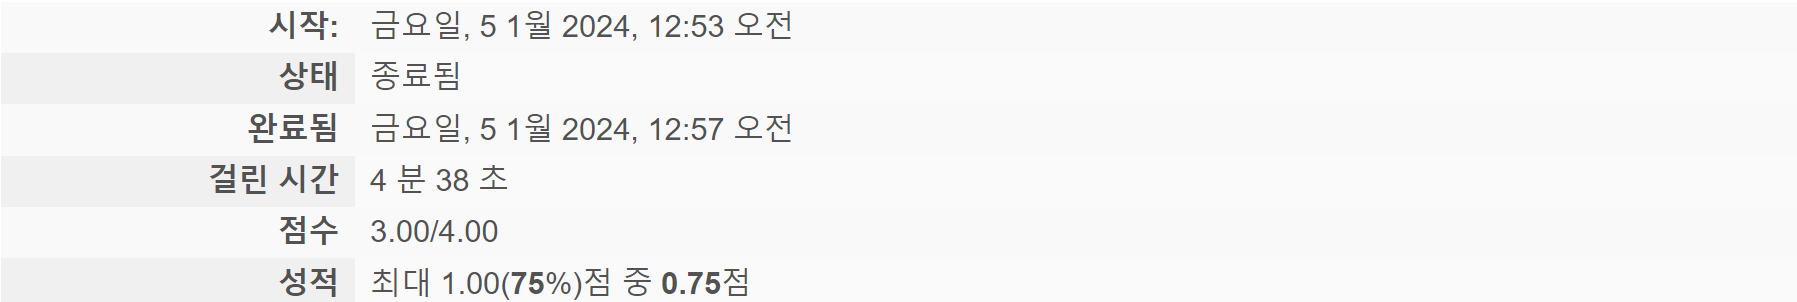 시작: 금요일, 5 1월 2024, 12:53 오전
상태 종료됨
완료됨 금요일, 5 1월 2024, 12:57 오전
걸린 시간 4 분 38 초
점수 3.00/4.00
성적 최대 1.00(75%)점 중 0.75점